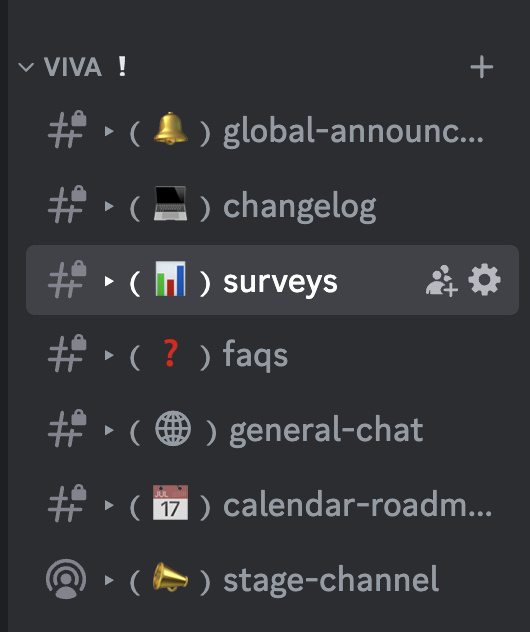 VIVA ❗
▸ ( 🔔 ) global-announc...
▸ ( 💻 ) changelog
▸ ( 📊 ) surveys
▸ ( ❓ ) faqs
▸ ( 🌐 ) general-chat
▸ ( 📅 ) calendar-roadm...
▸ ( 📣 ) stage-channel